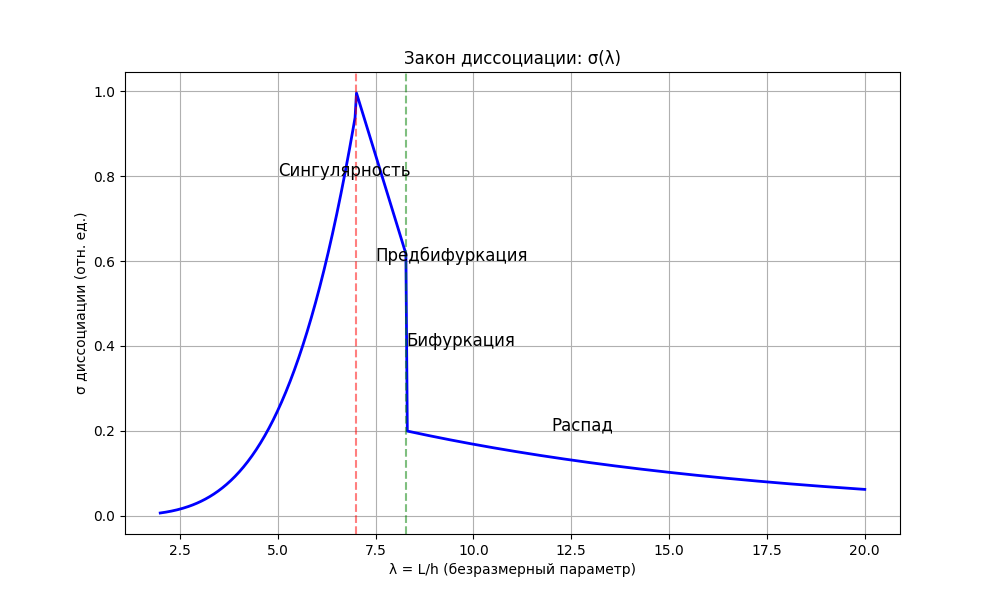 Закон диссоциации: σ(λ)
σ диссоциации (отн. ед.)
1.0
0.8
0.6
0.4
0.2
0.0
Сингулярность
Предбифуркация
Бифуркация
Распад
2.5 5.0 7.5 10.0 12.5 15.0 17.5 20.0
λ = L/h (безразмерный параметр)